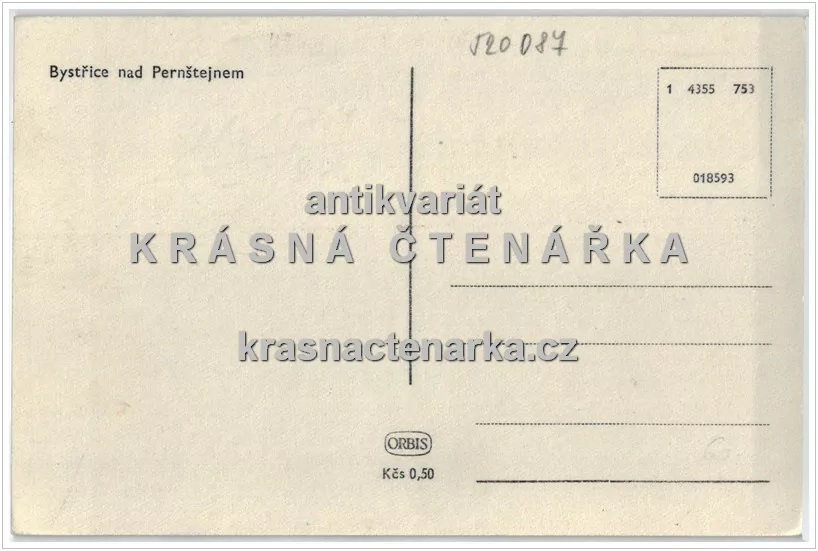 520087
Bystřice nad Pernštejnem
1 4355 753
018593
antikvariát
KRÁSNÁ ČTENÁŘKA
krasnactenarka.cz
ORBIS
Kčs 0,50